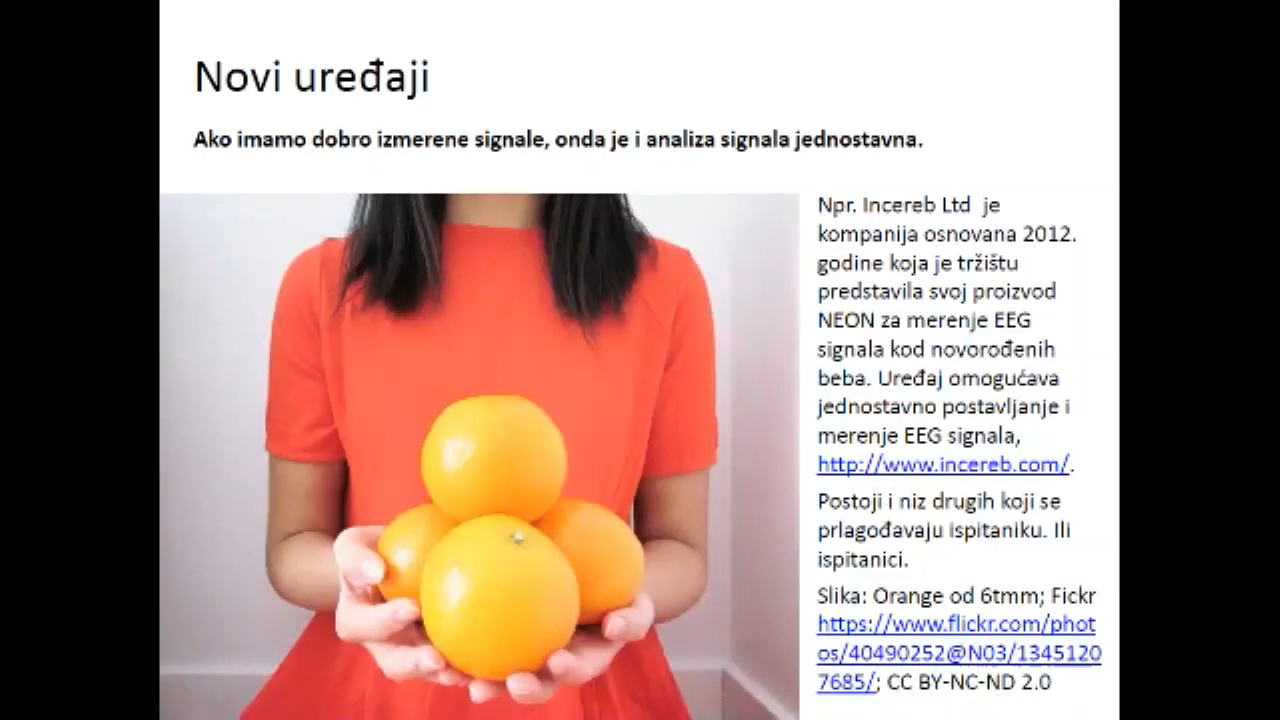 Novi uređaji
Ako imamo dobro izmerene signale, onda je i analiza signala jednostavna.
Npr. Incereb Ltd je
kompanija osnovana 2012.
godine koja je tržištu
predstavila svoj proizvod
NEON za merenje EEG
signala kod novorođenih
beba. Uređaj omogućava
jednostavno postavljanje i
merenje EEG signala,
http://www.incereb.com/.
Postoji i niz drugih koji se
prlagođavaju ispitaniku. Ili
ispitanici.
Slika: Orange od 6tmm; Fickr
https://www.flickr.com/phot
os/40490252@N03/1345120
7685/; CC BY-NC-ND 2.0